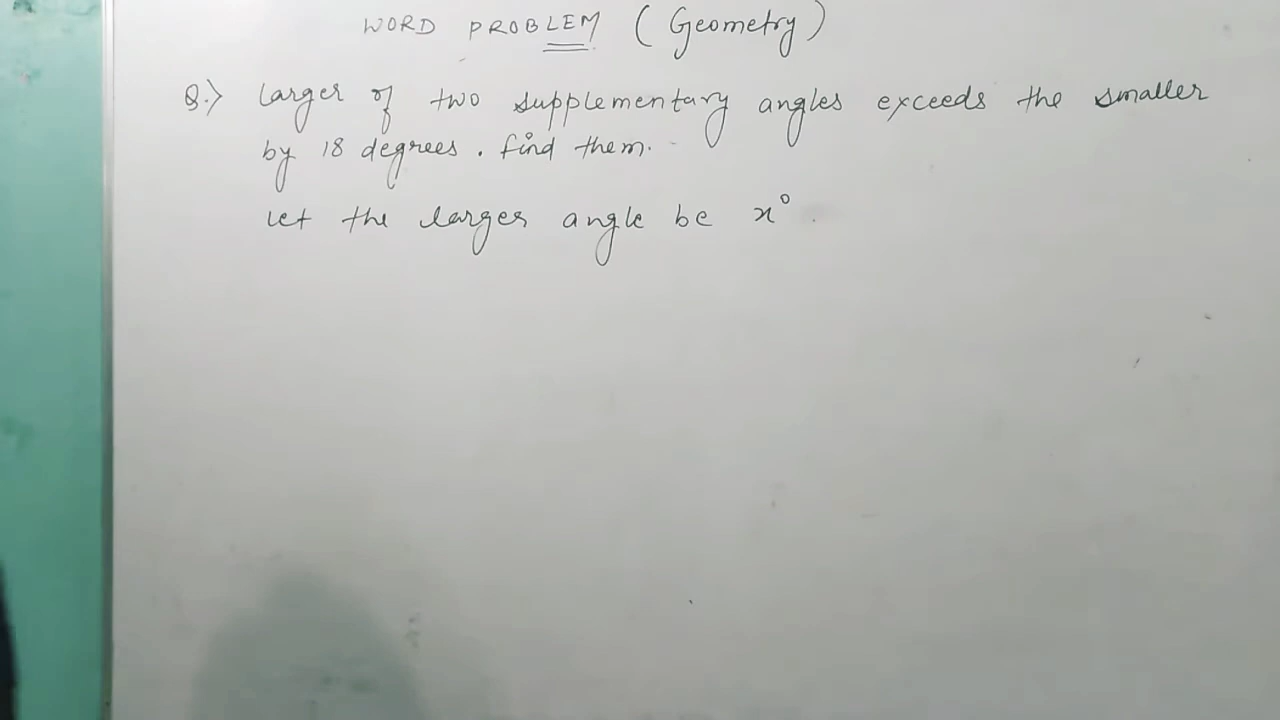 WORD PROBLEM (Geometry)
Q.) Larger of two supplementary angles exceeds the smaller
by 18 degrees. find them.
let the larger angle be x°.